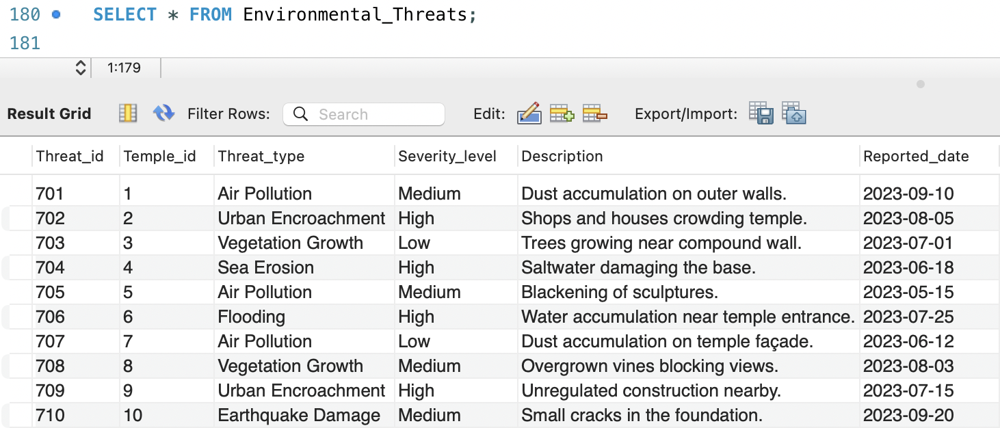 180 SELECT * FROM Environmental_Threats;
181
1:179
Result Grid Filter Rows: Search Edit: Export/Import:
Threat_id Temple_id Threat_type Severity_level Description Reported_date
701 1 Air Pollution Medium Dust accumulation on outer walls. 2023-09-10
702 2 Urban Encroachment High Shops and houses crowding temple. 2023-08-05
703 3 Vegetation Growth Low Trees growing near compound wall. 2023-07-01
704 4 Sea Erosion High Saltwater damaging the base. 2023-06-18
705 5 Air Pollution Medium Blackening of sculptures. 2023-05-15
706 6 Flooding High Water accumulation near temple entrance. 2023-07-25
707 7 Air Pollution Low Dust accumulation on temple façade. 2023-06-12
708 8 Vegetation Growth Medium Overgrown vines blocking views. 2023-08-03
709 9 Urban Encroachment High Unregulated construction nearby. 2023-07-15
710 10 Earthquake Damage Medium Small cracks in the foundation. 2023-09-20